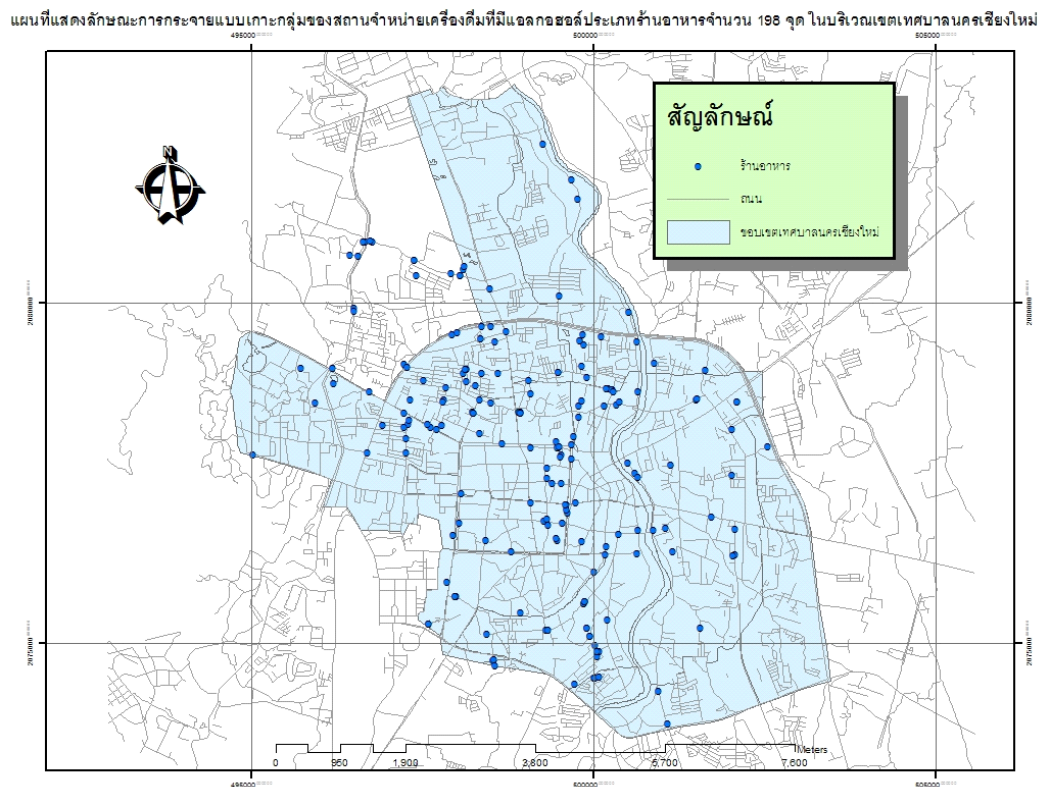 แผนที่แสดงลักษณะการกระจายแบบเกาะกลุ่มของสถานจำหน่ายเครื่องดื่มที่มีแอลกอฮอล์ประเภทร้านอาหารจำนวน 198 จุด ในบริเวณเขตเทศบาลนครเชียงใหม่
495000 500000 505000
N
สัญลักษณ์
ร้านอาหาร
ถนน
ขอบเขตเทศบาลนครเชียงใหม่
Meters
0 950 1,900 3,800 5,700 7,600
495000 500000 505000